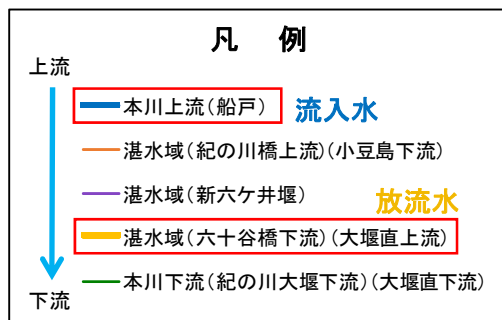 凡 例
上流
本川上流(船戸) 流入水
湛水域(紀の川橋上流)(小豆島下流)
湛水域(新六ケ井堰)
放流水
湛水域(六十谷橋下流)(大堰直上流)
本川下流(紀の川大堰下流)(大堰直下流)
下流